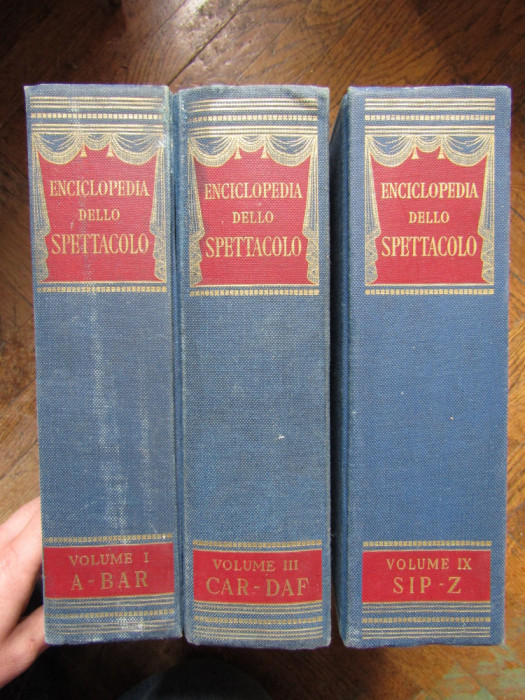 ENCICLOPEDIA
DELLO
SPETTACOLO
VOLUME I
A-BAR
ENCICLOPEDIA
DELLO
SPETTACOLO
VOLUME III
CAR-DAF
ENCICLOPEDIA
DELLO
SPETTACOLO
VOLUME IX
SIP-Z